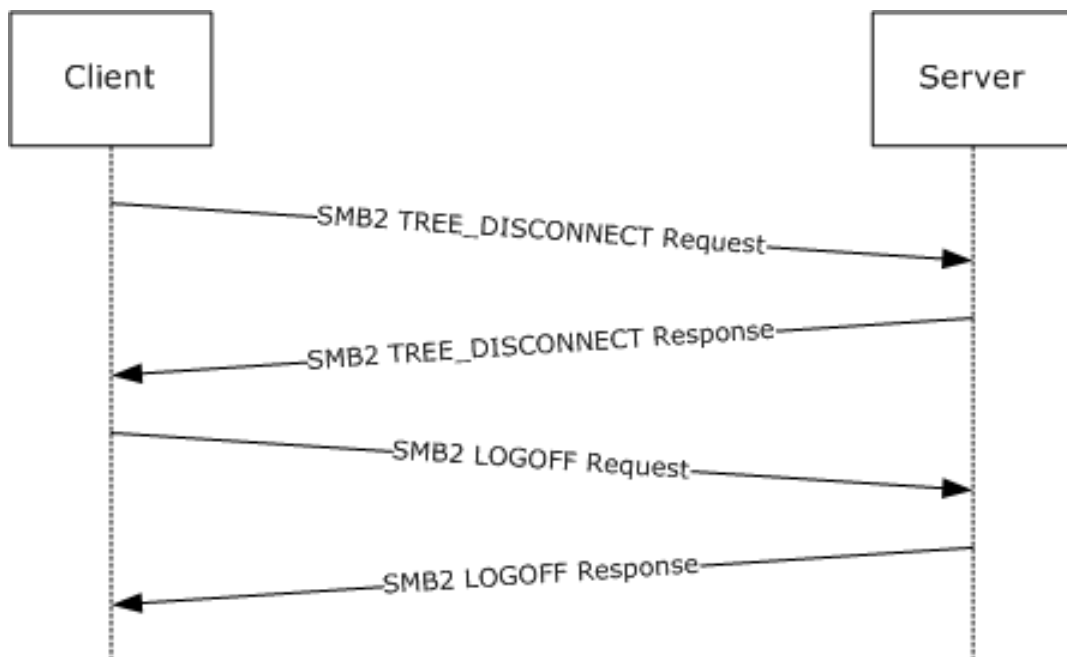 Client
Server
SMB2 TREE_DISCONNECT Request
SMB2 TREE_DISCONNECT Response
SMB2 LOGOFF Request
SMB2 LOGOFF Response